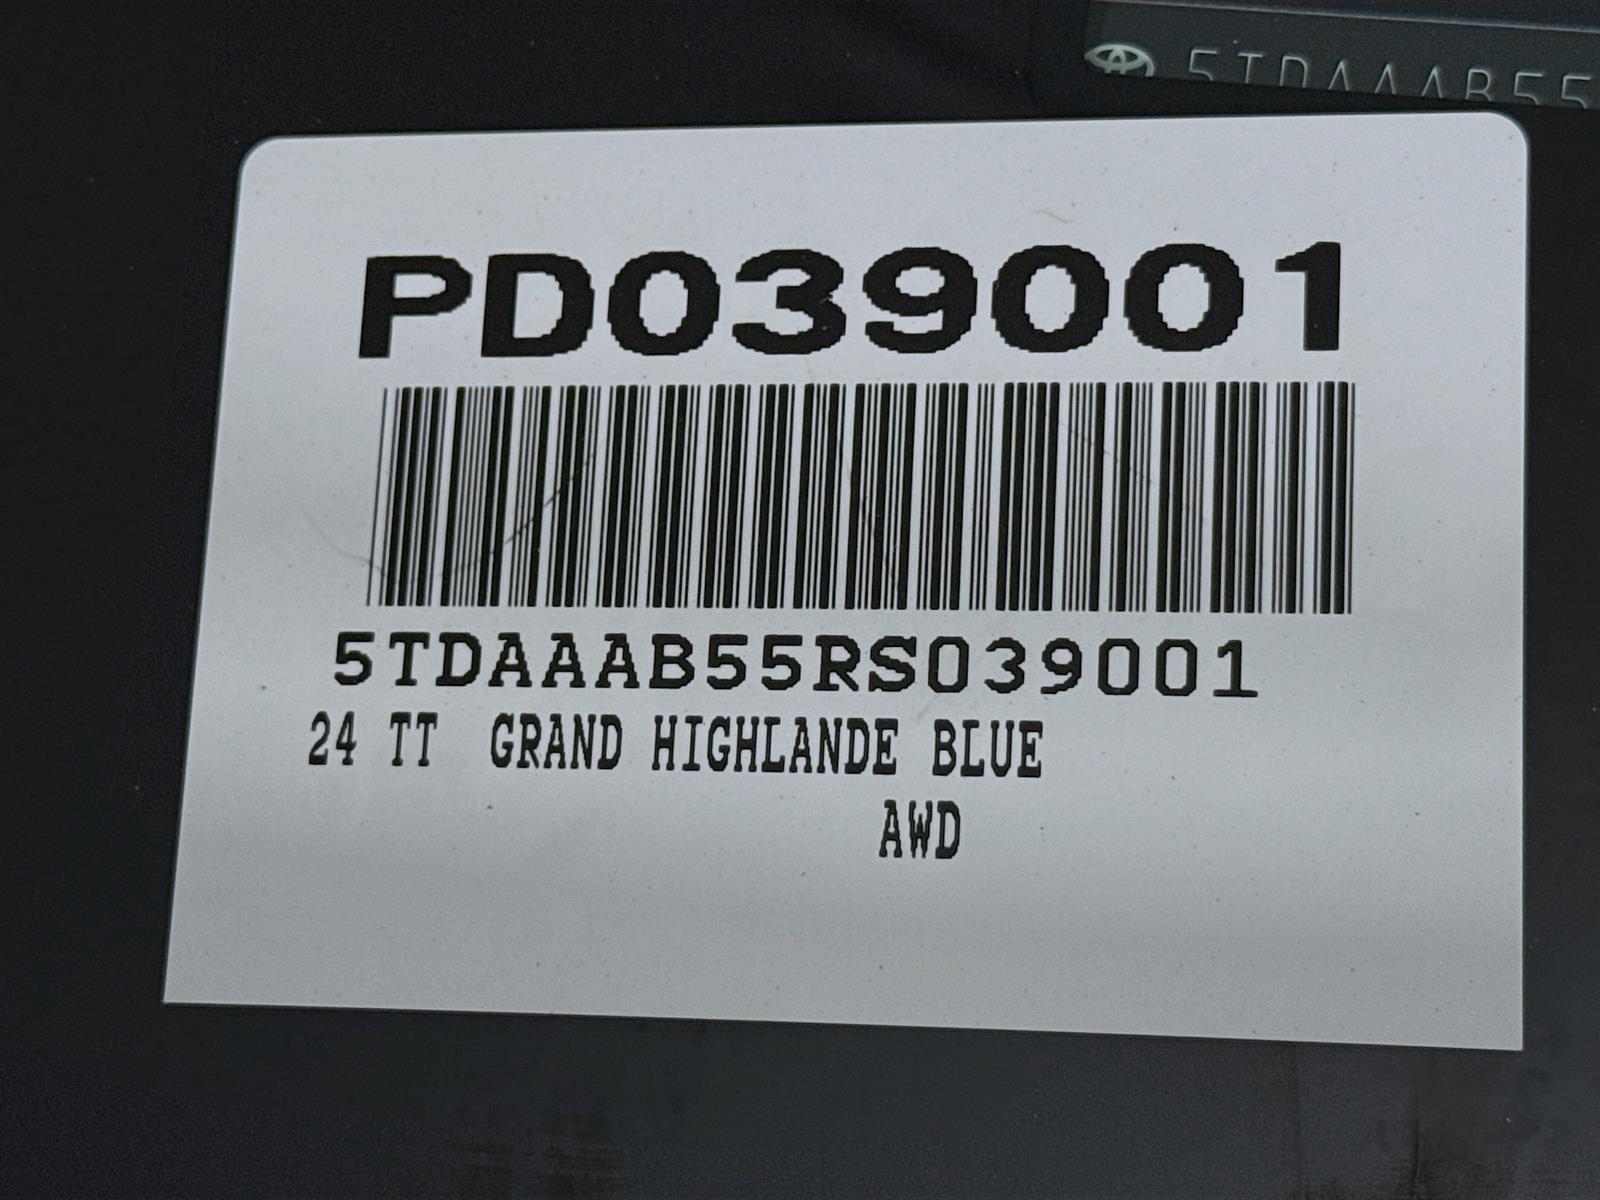 5TDAAAB55
PD039001
5TDAAAB55RS039001
24 TT  GRAND HIGHLANDE BLUE
AWD